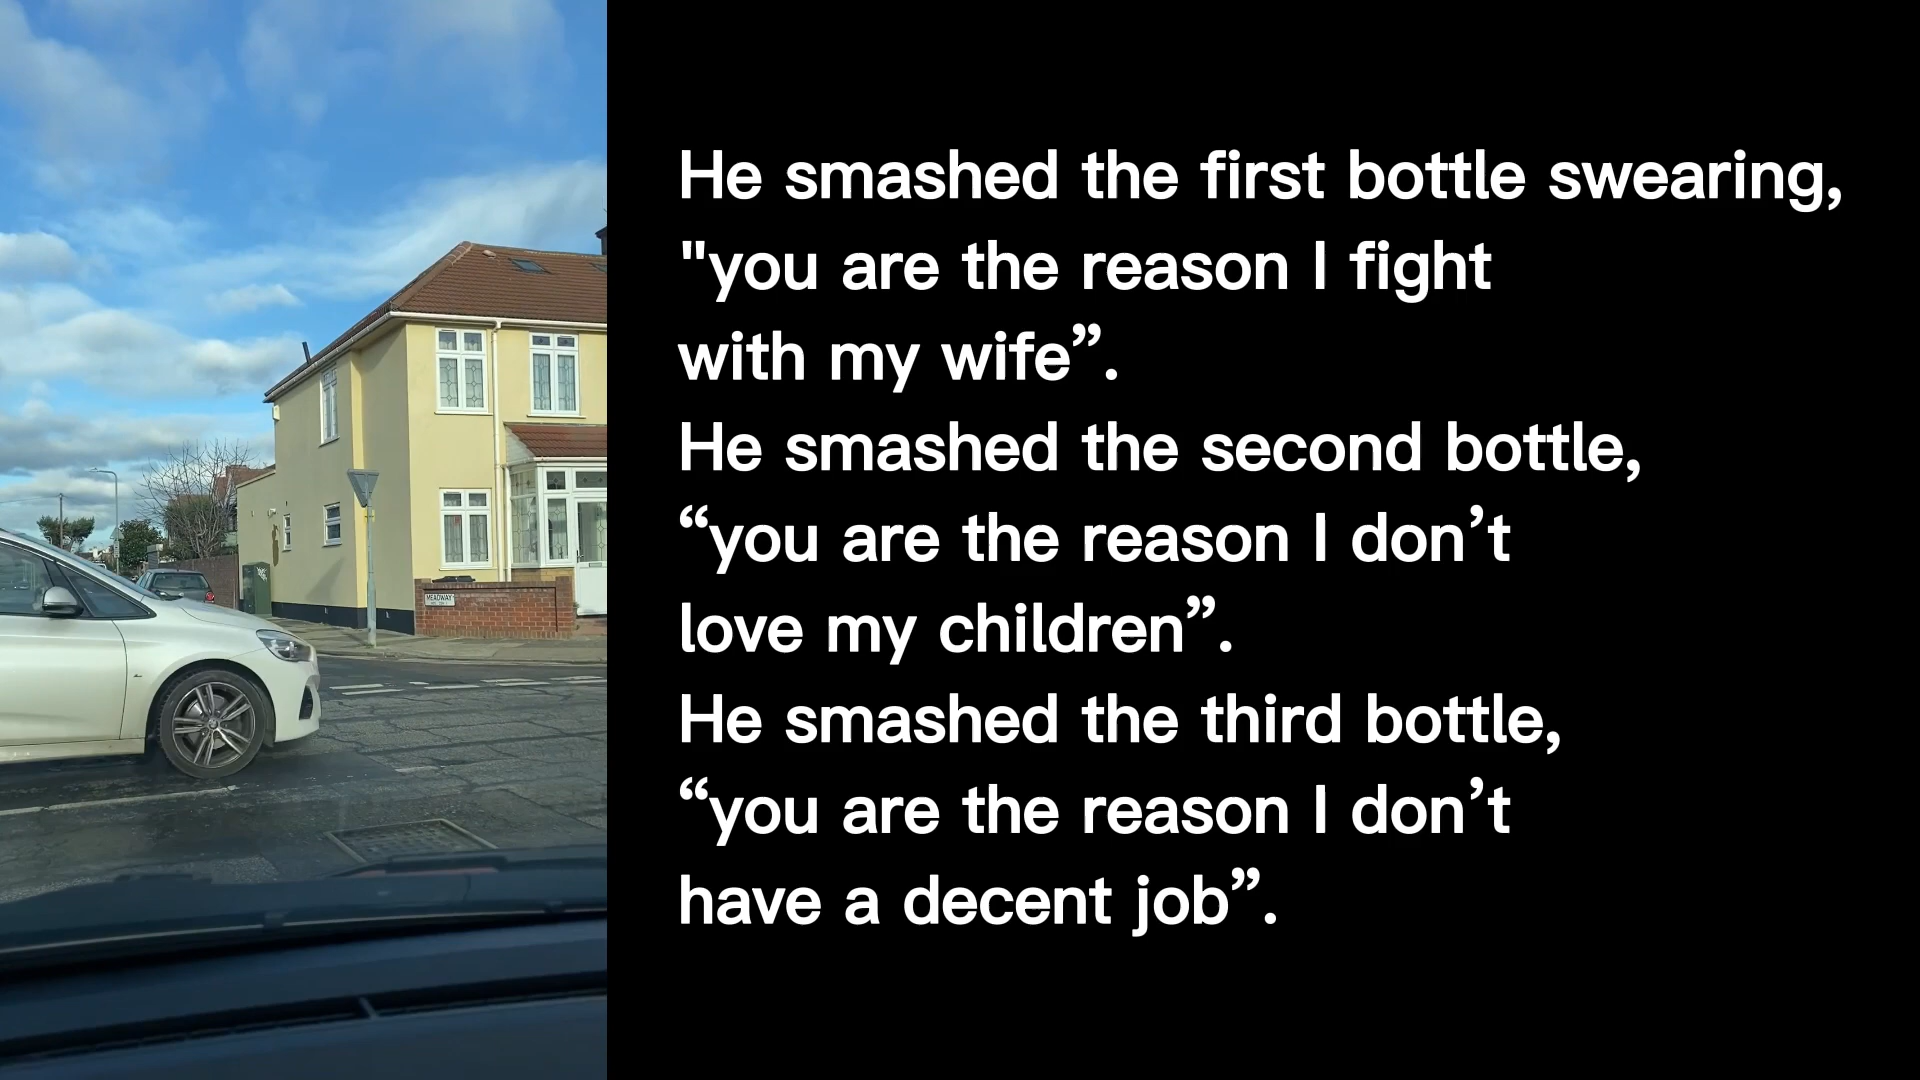 He smashed the first bottle swearing,
"you are the reason I fight
with my wife”.
He smashed the second bottle,
“you are the reason I don’t
love my children”.
He smashed the third bottle,
“you are the reason I don’t
have a decent job”.
MEADWAY